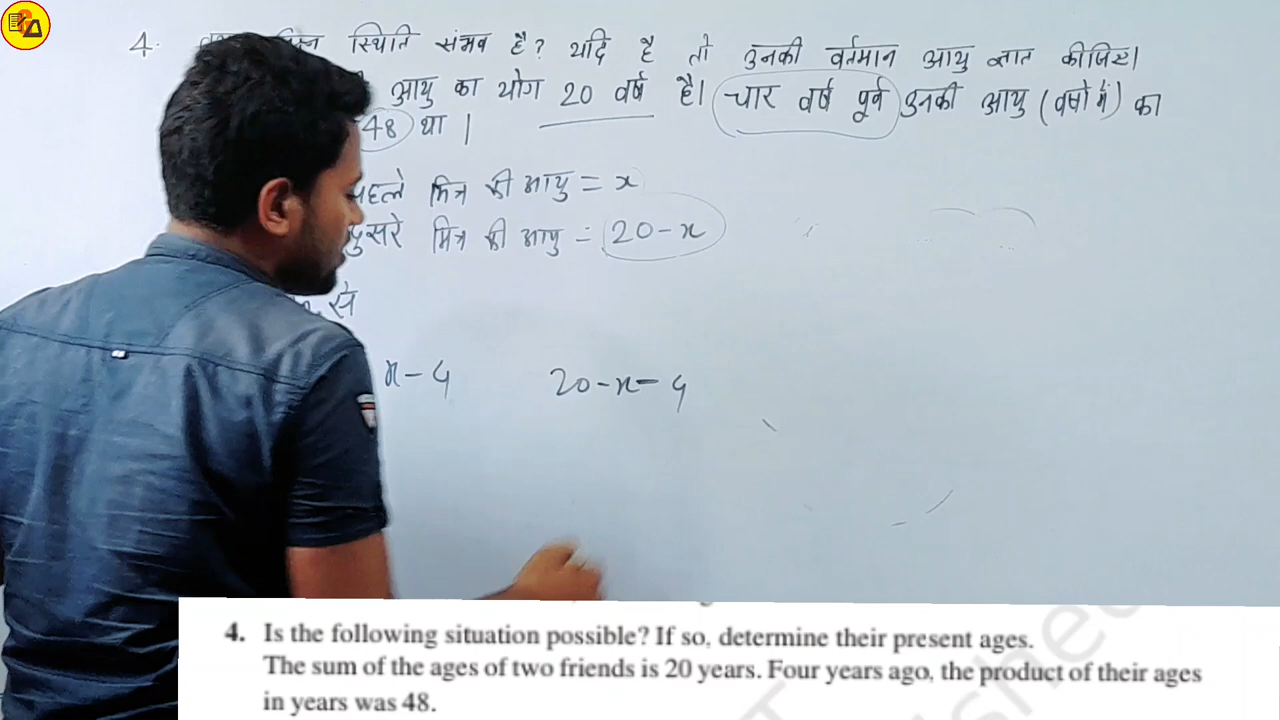 4. स्थिति संभव है? यदि है तो उनकी वर्तमान आयु ज्ञात कीजिए।
आयु का योग 20 वर्ष है। चार वर्ष पूर्व उनकी आयु (वर्षो में) का
48 था |
पहले मित्र की आयु = x
दुसरे मित्र की आयु = 20-x
से
x-4 20-x-4
4. Is the following situation possible? If so, determine their present ages.
The sum of the ages of two friends is 20 years. Four years ago, the product of their ages
in years was 48.